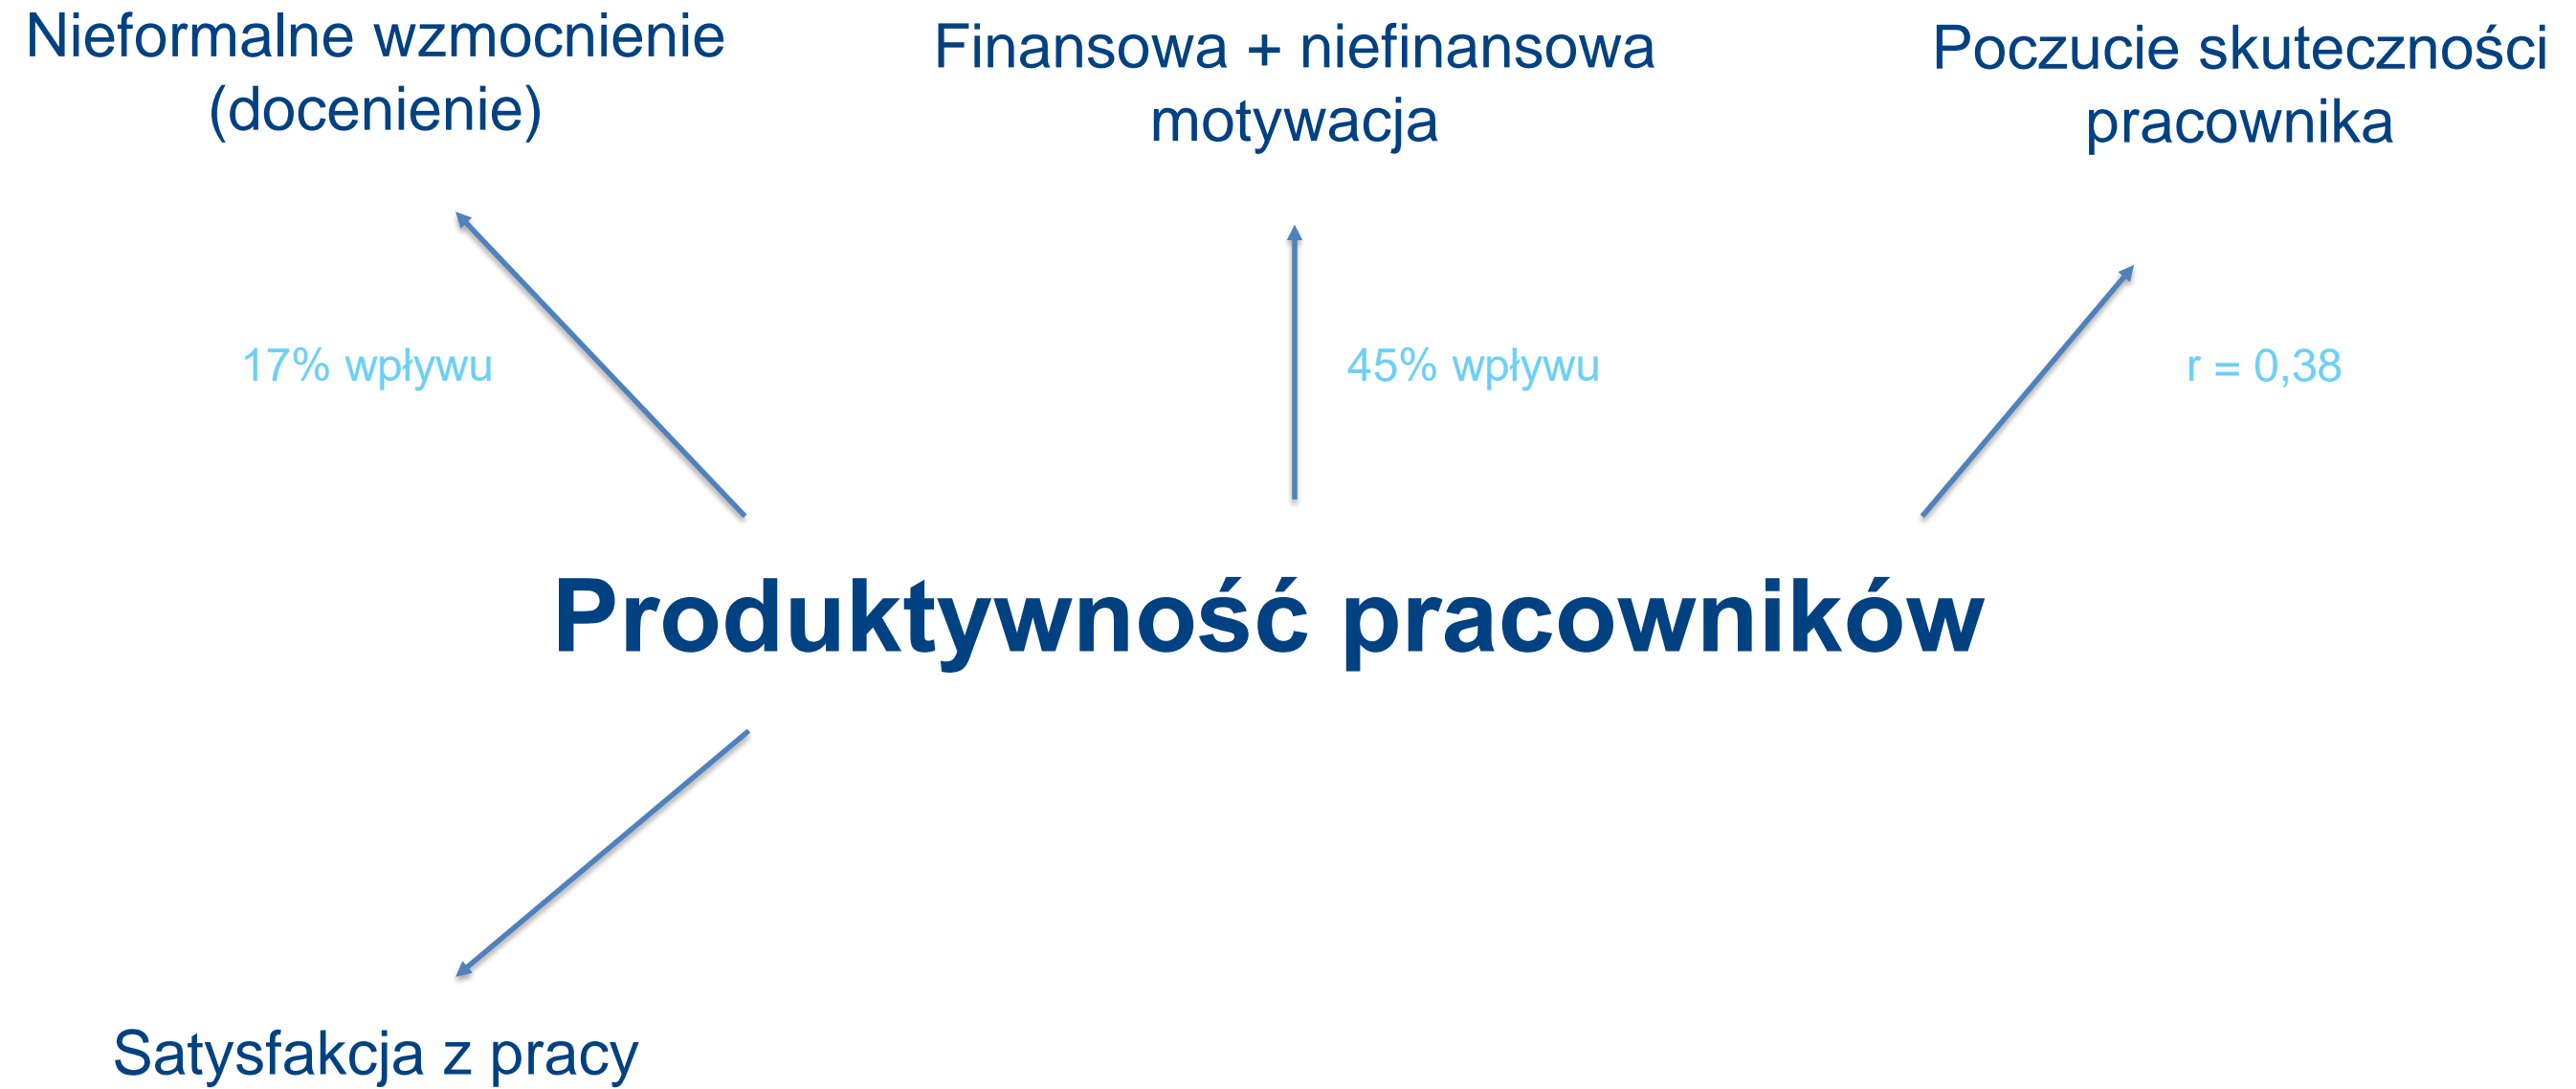 Nieformalne wzmocnienie
(docenienie)
Finansowa + niefinansowa
motywacja
Poczucie skuteczności
pracownika
17% wpływu
45% wpływu
r = 0,38
Produktywność pracowników
Satysfakcja z pracy